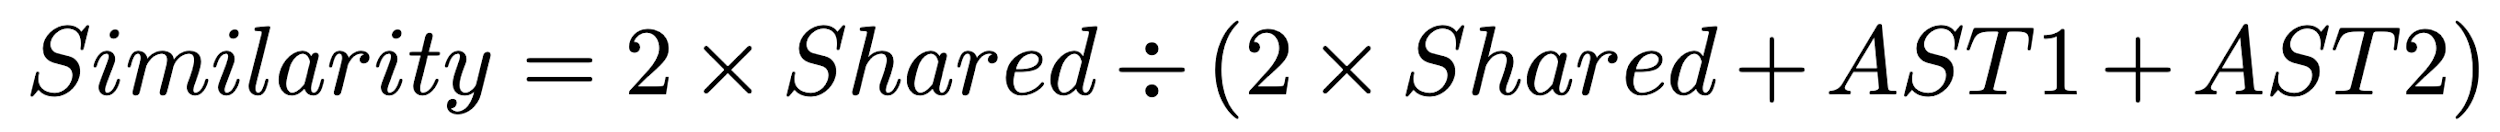 Similarity = 2 × Shared ÷ (2 × Shared + AST1 + AST2)